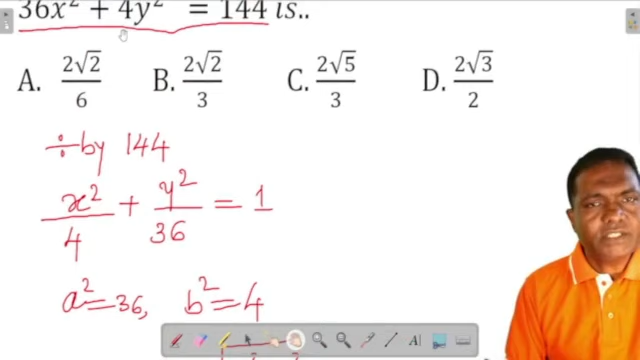 36x² + 4y² = 144 is..
A. 2√2/6 B. 2√2/3 C. 2√5/3 D. 2√3/2
÷ by 144
x²/4 + y²/36 = 1
a² = 36, b² = 4